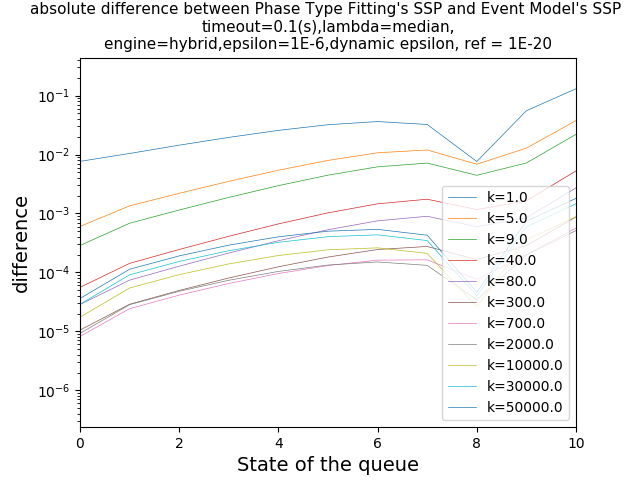 absolute difference between Phase Type Fitting's SSP and Event Model's SSP
timeout=0.1(s),lambda=median,
engine=hybrid,epsilon=1E-6,dynamic epsilon, ref = 1E-20
difference
10⁻¹
10⁻²
10⁻³
10⁻⁴
10⁻⁵
10⁻⁶
k=1.0
k=5.0
k=9.0
k=40.0
k=80.0
k=300.0
k=700.0
k=2000.0
k=10000.0
k=30000.0
k=50000.0
0 2 4 6 8 10
State of the queue